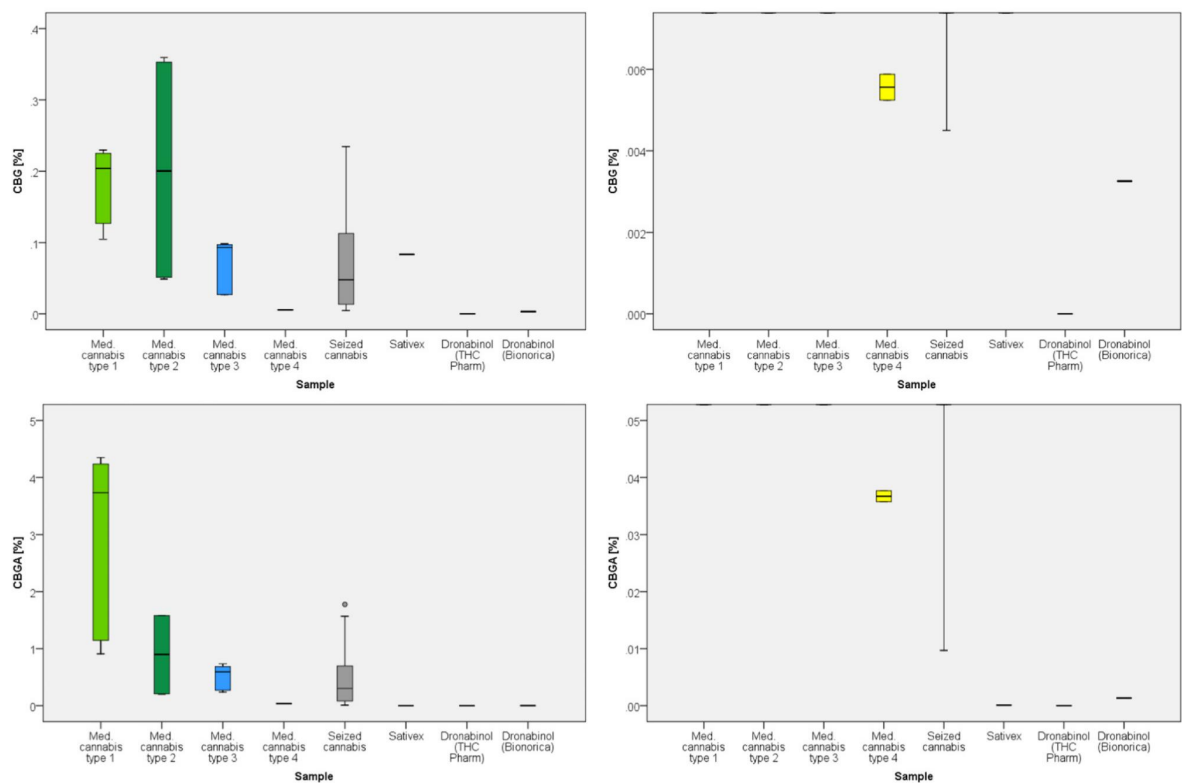 .4
.3
.2
.1
.0
CBG [%]
Med. cannabis type 1
Med. cannabis type 2
Med. cannabis type 3
Med. cannabis type 4
Seized cannabis
Sativex
Dronabinol (THC Pharm)
Dronabinol (Bionorica)
Sample
.006
.004
.002
.000
CBG [%]
Med. cannabis type 1
Med. cannabis type 2
Med. cannabis type 3
Med. cannabis type 4
Seized cannabis
Sativex
Dronabinol (THC Pharm)
Dronabinol (Bionorica)
Sample
5
4
3
2
1
0
CBGA [%]
Med. cannabis type 1
Med. cannabis type 2
Med. cannabis type 3
Med. cannabis type 4
Seized cannabis
Sativex
Dronabinol (THC Pharm)
Dronabinol (Bionorica)
Sample
.05
.04
.03
.02
.01
.00
CBGA [%]
Med. cannabis type 1
Med. cannabis type 2
Med. cannabis type 3
Med. cannabis type 4
Seized cannabis
Sativex
Dronabinol (THC Pharm)
Dronabinol (Bionorica)
Sample